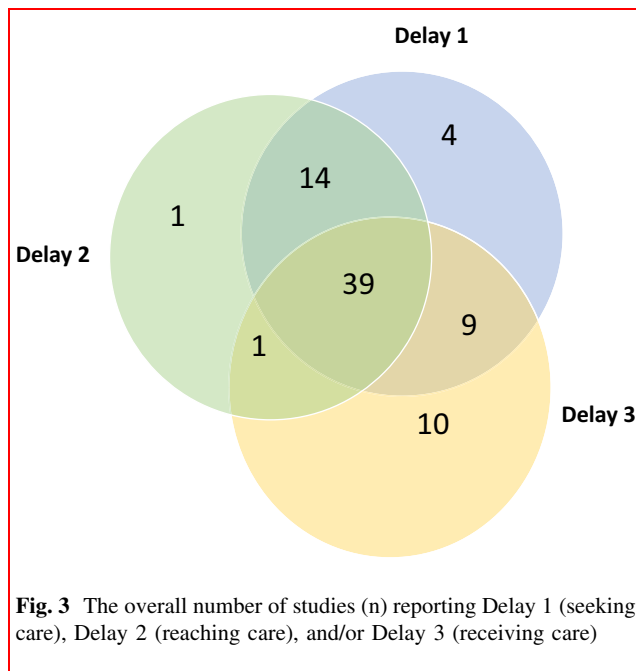 Delay 1
4
14
1
Delay 2
39
9
1
10
Delay 3
Fig. 3 The overall number of studies (n) reporting Delay 1 (seeking
care), Delay 2 (reaching care), and/or Delay 3 (receiving care)